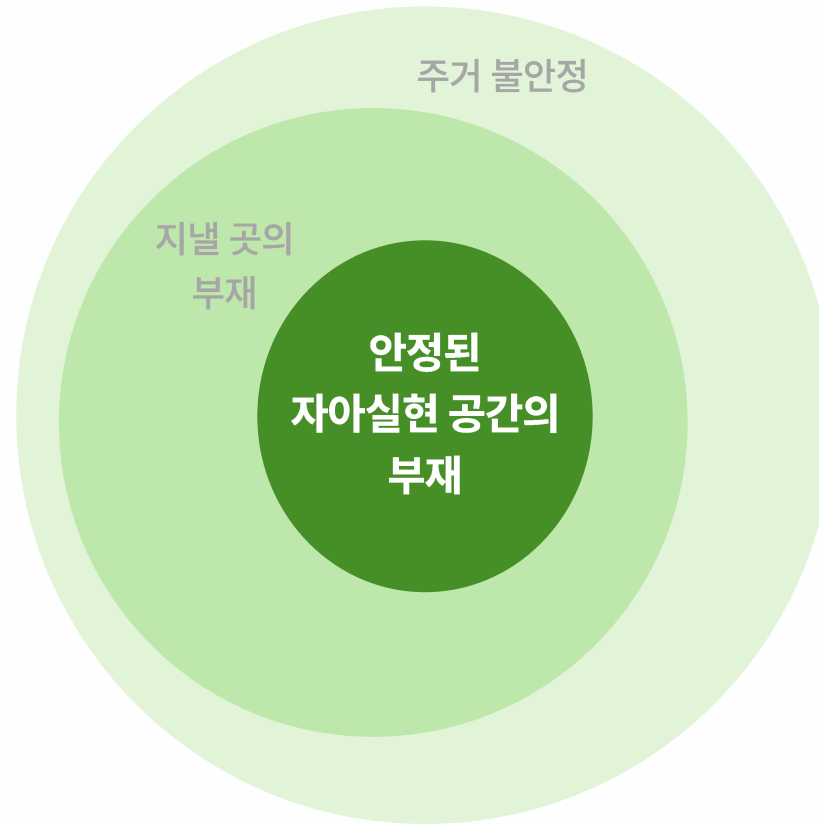 주거 불안정
지낼 곳의
부재
안정된
자아실현 공간의
부재